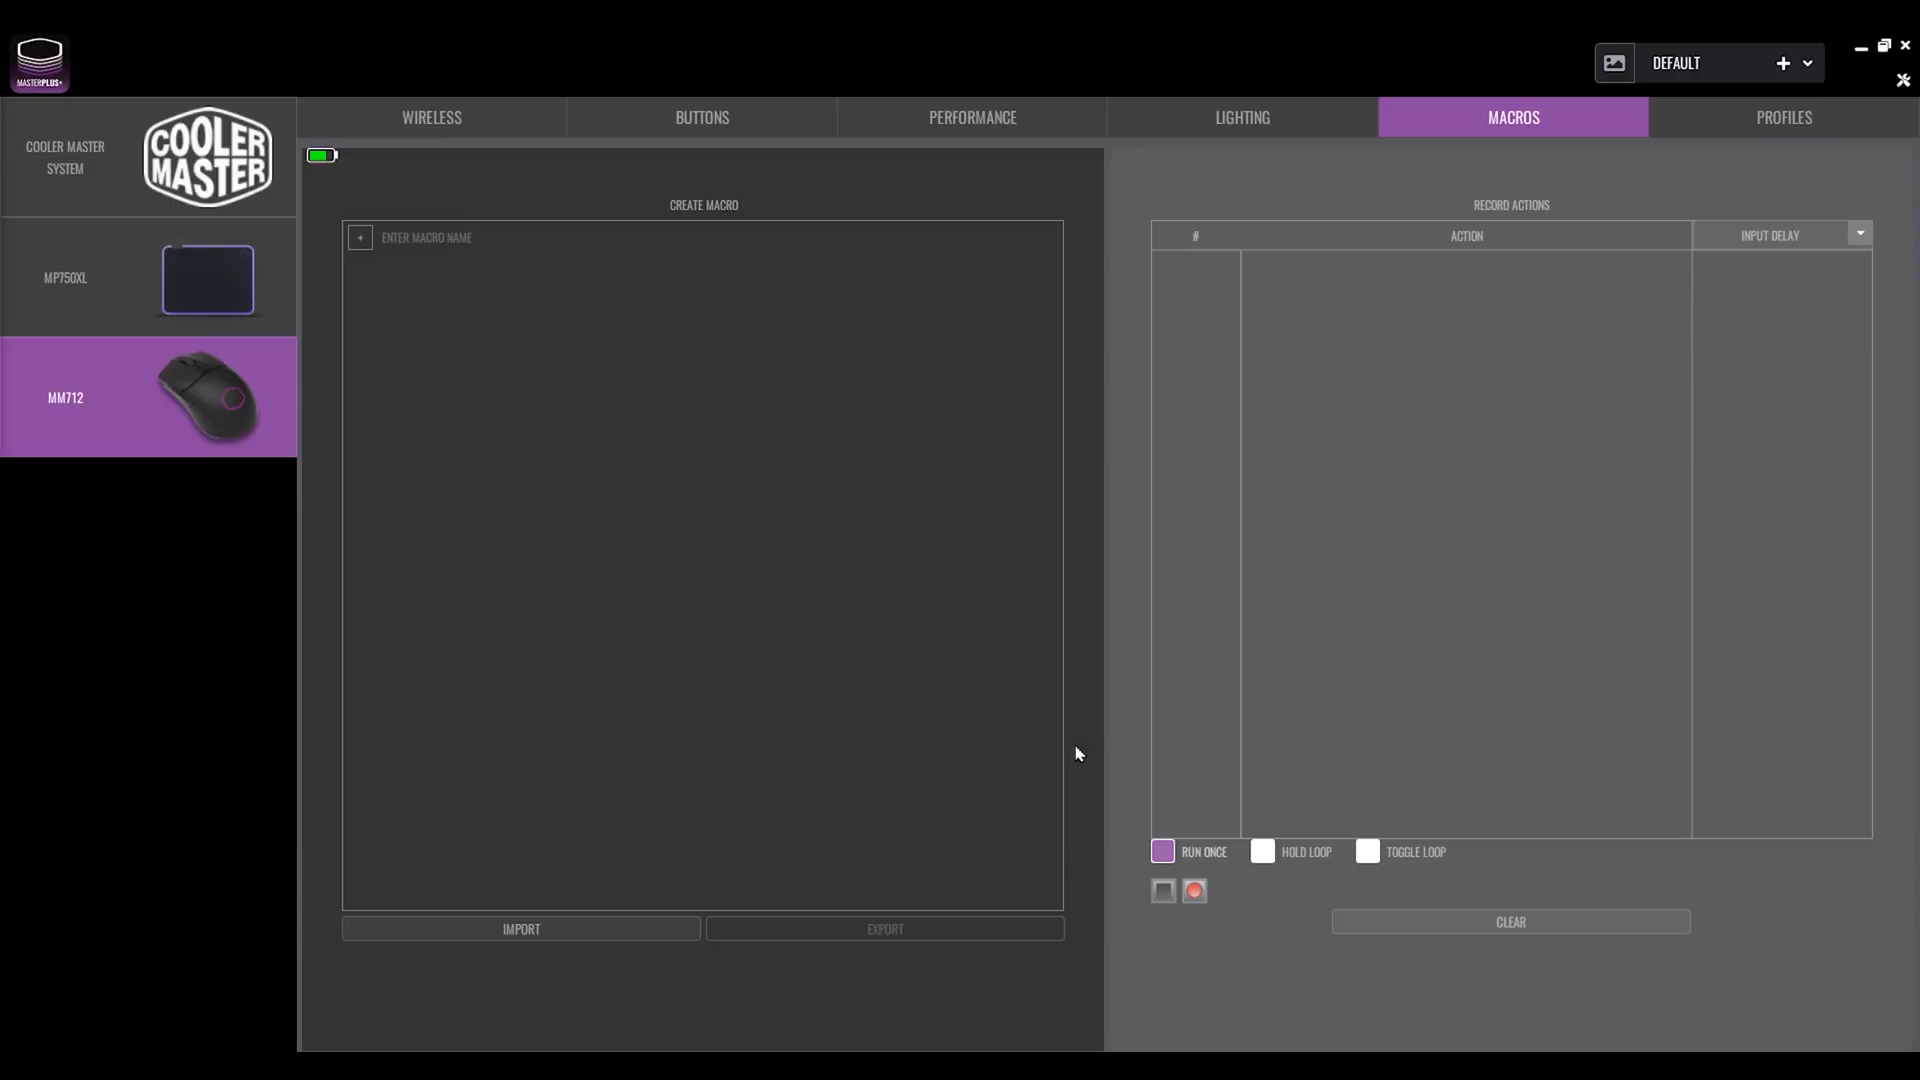 MASTERPLUS+
DEFAULT
COOLER MASTER
SYSTEM
COOLER
MASTER
MP750XL
MM712
WIRELESS
BUTTONS
PERFORMANCE
LIGHTING
MACROS
PROFILES
CREATE MACRO
+ ENTER MACRO NAME
IMPORT
EXPORT
RECORD ACTIONS
# ACTION INPUT DELAY
RUN ONCE HOLD LOOP TOGGLE LOOP
CLEAR